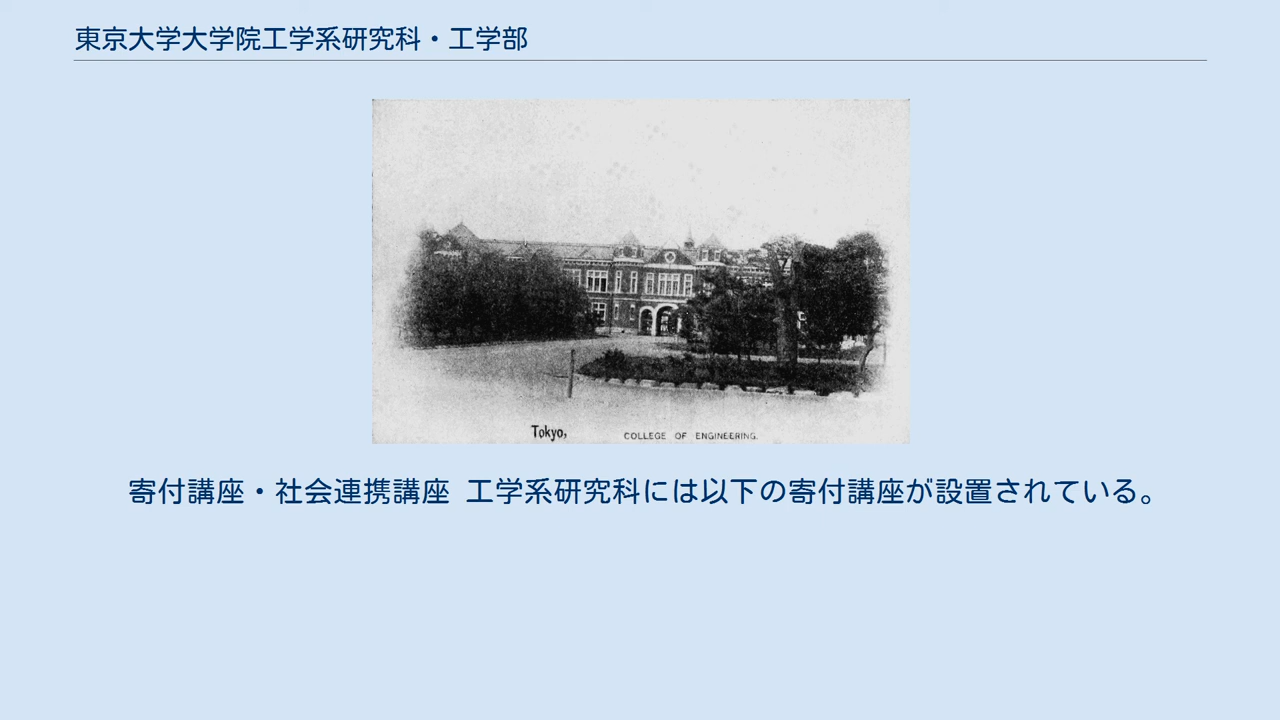 東京大学大学院工学系研究科・工学部
Tokyo, COLLEGE OF ENGINEERING.
寄付講座・社会連携講座 工学系研究科には以下の寄付講座が設置されている。